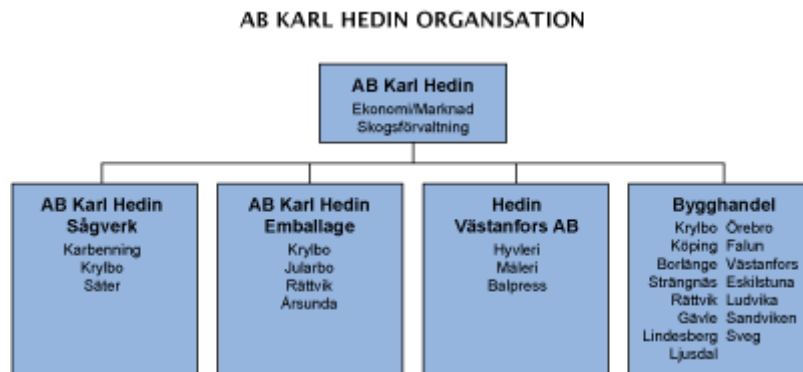 AB KARL HEDIN ORGANISATION
AB Karl Hedin
Ekonomi/Marknad
Skogsförvaltning
AB Karl Hedin
Sågverk
Karbenning
Krylbo
Säter
AB Karl Hedin
Emballage
Krylbo
Jularbo
Rättvik
Årsunda
Hedin
Västanfors AB
Hyvleri
Måleri
Balpress
Bygghandel
Krylbo Örebro
Köping Falun
Borlänge Västanfors
Strängnäs Eskilstuna
Rättvik Ludvika
Gävle Sandviken
Lindesberg Sveg
Ljusdal